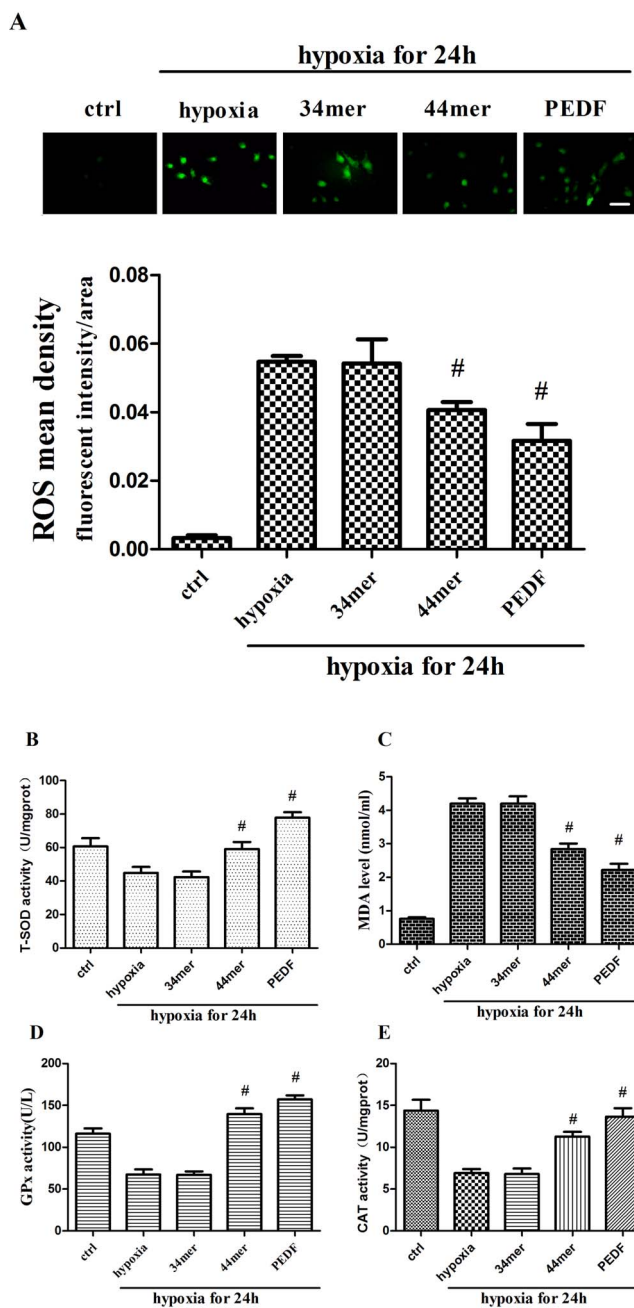 A
hypoxia for 24h
ctrl hypoxia 34mer 44mer PEDF
ROS mean density
fluorescent intensity/area
0.08
0.06
0.04
0.02
0.00
# #
ctrl hypoxia 34mer 44mer PEDF
hypoxia for 24h
B
T-SOD activity（U/mgprot）
100
80
60
40
20
0
# #
ctrl hypoxia 34mer 44mer PEDF
hypoxia for 24h
C
MDA level (nmol/ml)
5
4
3
2
1
0
# #
ctrl hypoxia 34mer 44mer PEDF
hypoxia for 24h
D
GPx activity(U/L)
200
150
100
50
0
# #
ctrl hypoxia 34mer 44mer PEDF
hypoxia for 24h
E
CAT activity（U/mgprot）
20
15
10
5
0
# #
ctrl hypoxia 34mer 44mer PEDF
hypoxia for 24h